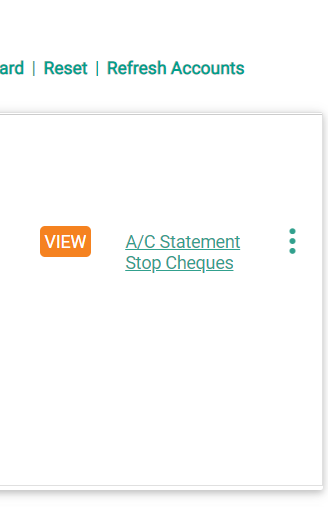 ard | Reset | Refresh Accounts
VIEW
A/C Statement
Stop Cheques